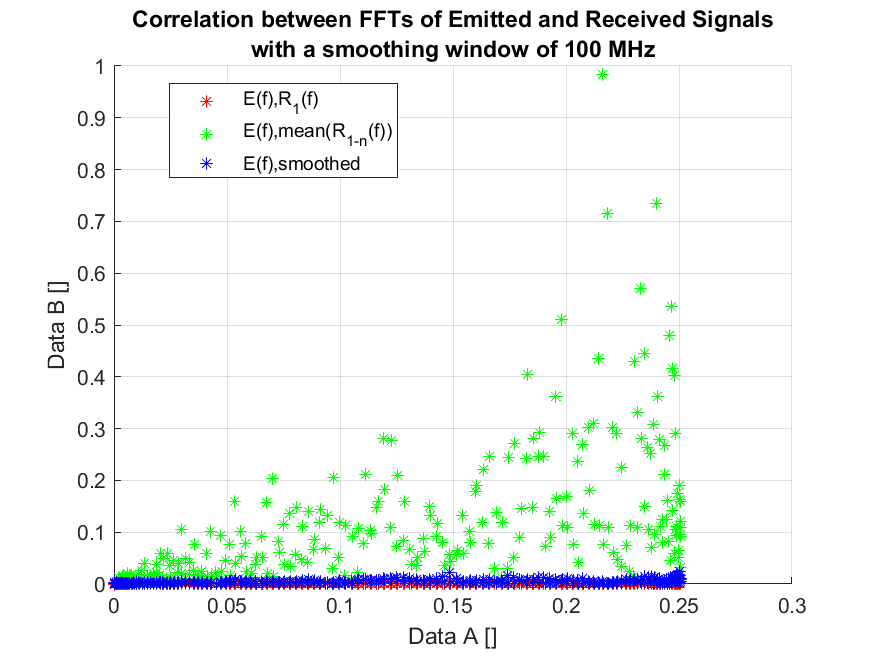 Correlation between FFTs of Emitted and Received Signals
with a smoothing window of 100 MHz
E(f),R1(f)
E(f),mean(R1-n(f))
E(f),smoothed
1
0.9
0.8
0.7
0.6
0.5
0.4
0.3
0.2
0.1
0
Data B []
0 0.05 0.1 0.15 0.2 0.25 0.3
Data A []